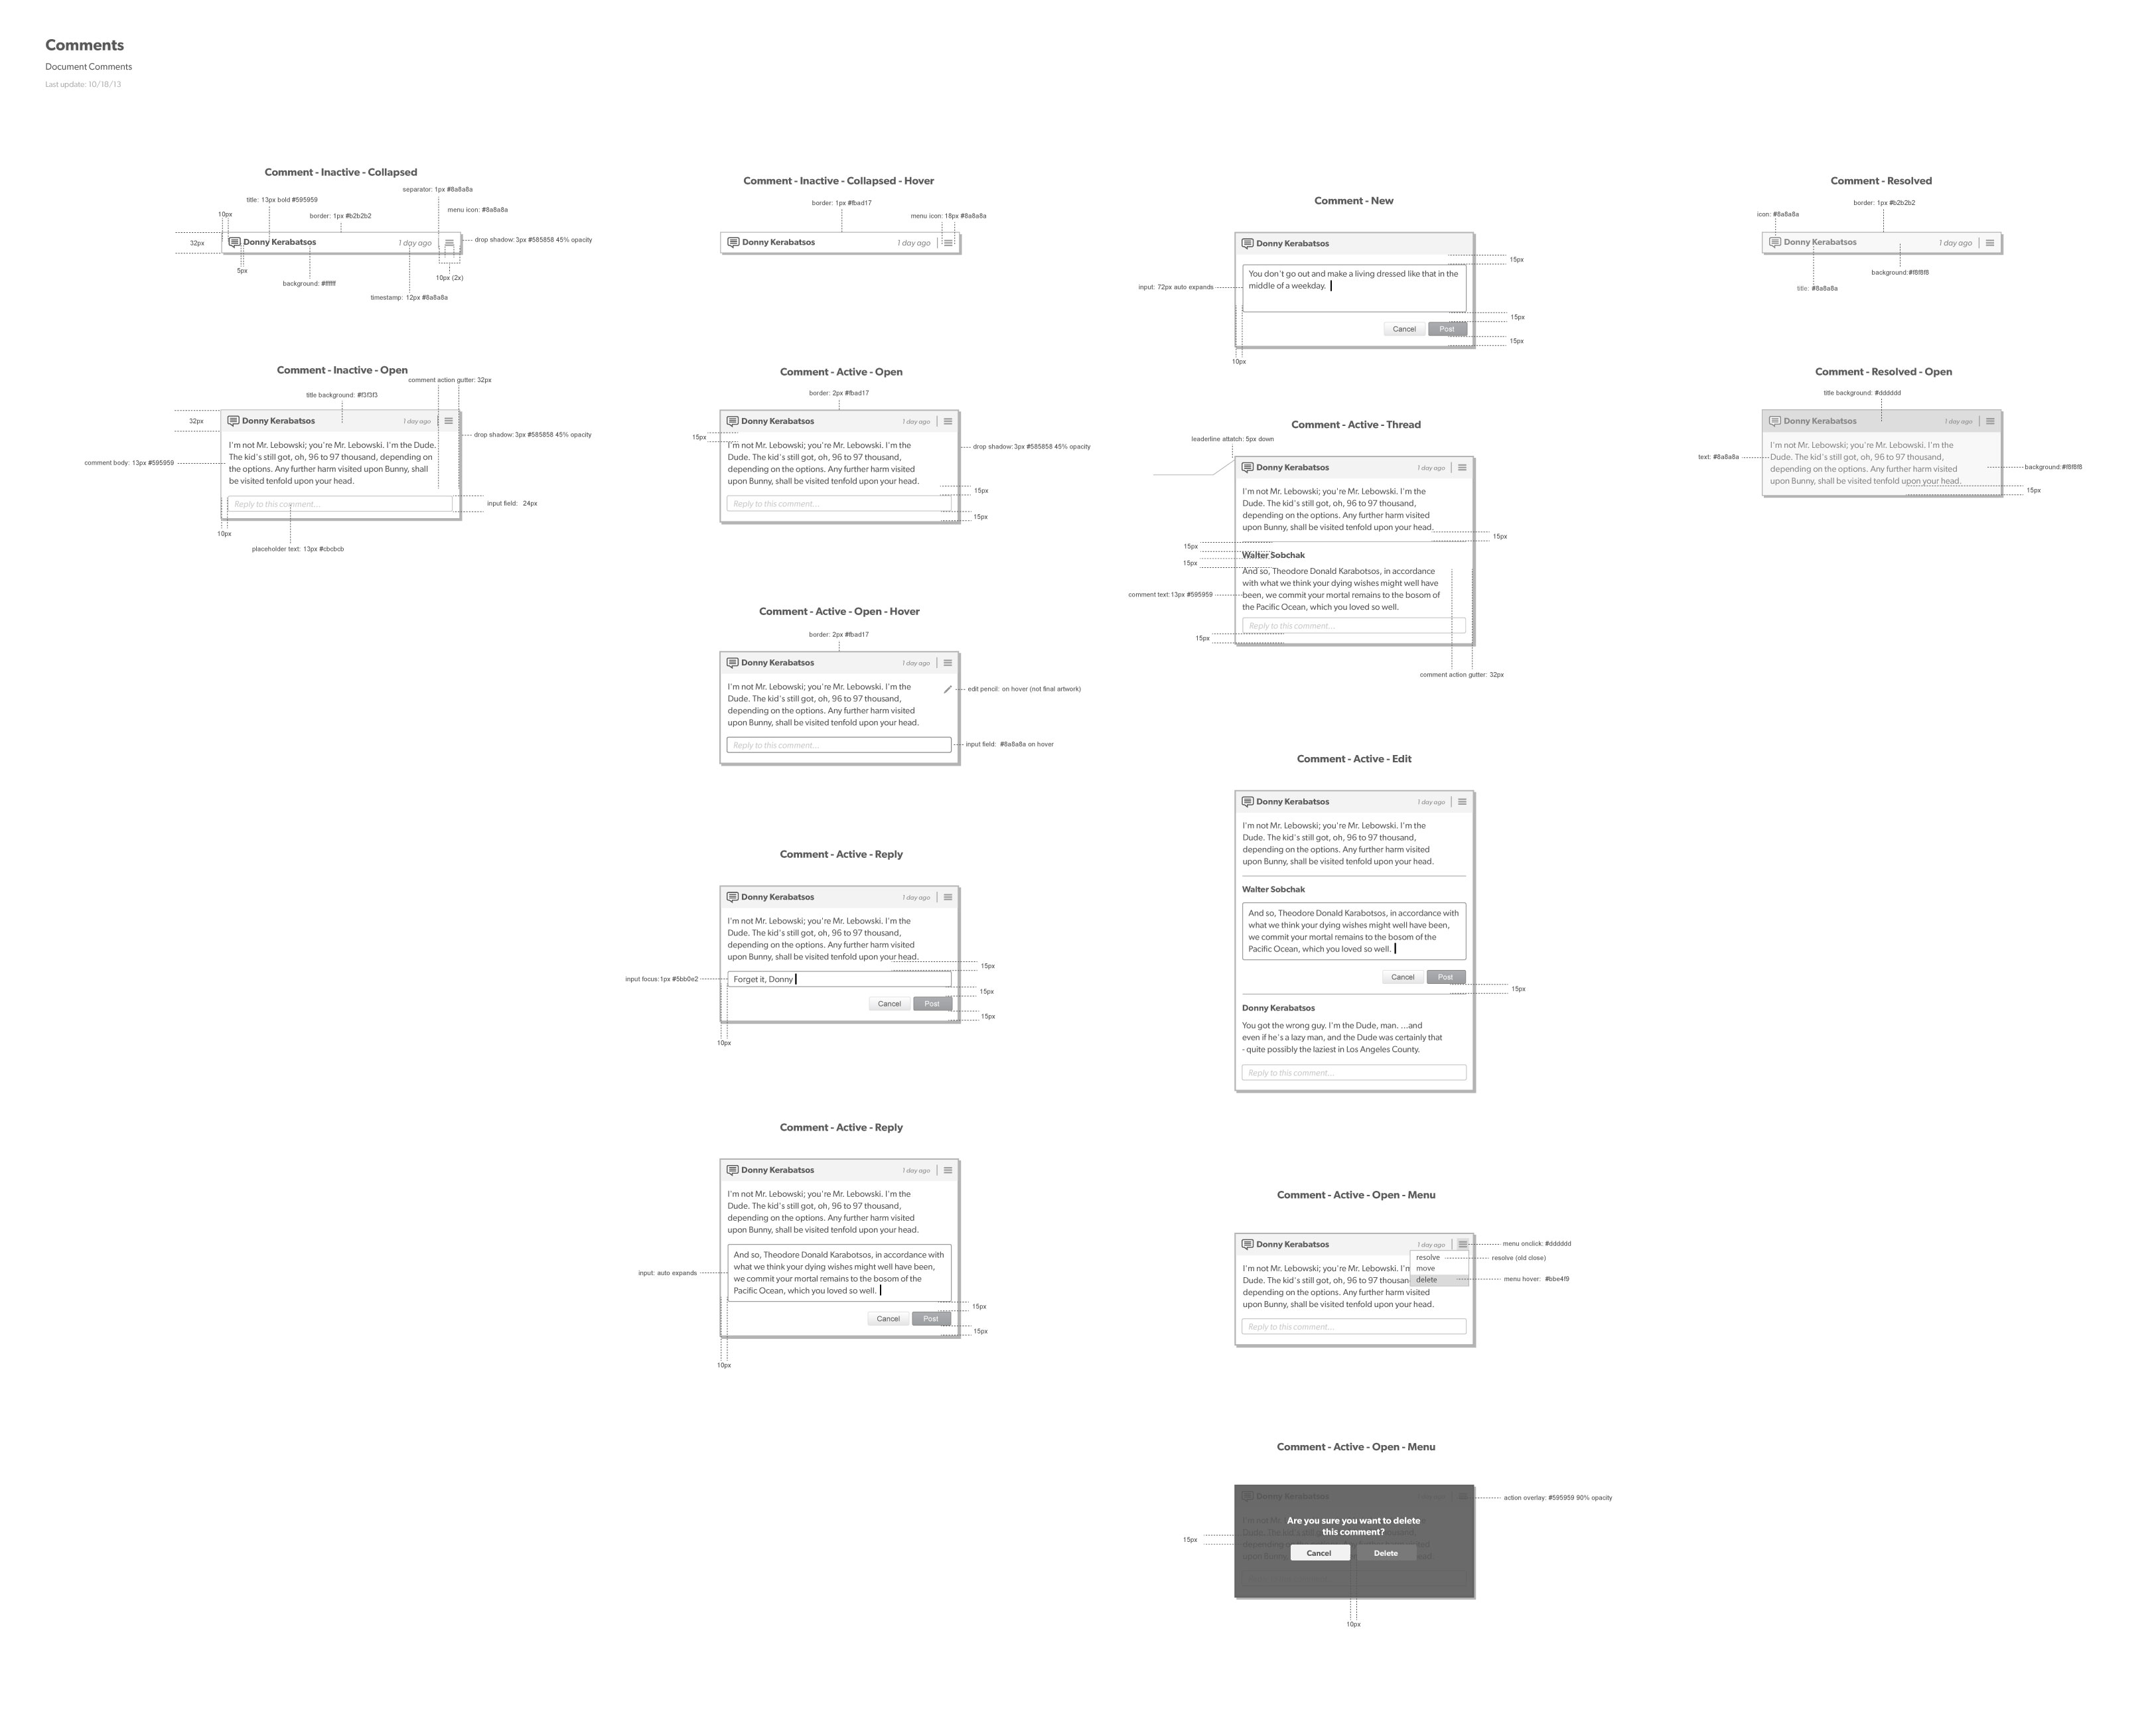 Comments
Document Comments
Last update: 10/18/13
Comment - Inactive - Collapsed
separator: 1px #8a8a8a
title: 13px bold #595959
menu icon: #8a8a8a
10px
border: 1px #b2b2b2
32px
Donny Kerabatsos
1 day ago
drop shadow: 3px #585858 45% opacity
5px
10px (2x)
background: #ffffff
timestamp: 12px #8a8a8a
Comment - Inactive - Open
comment action gutter: 32px
title background: #f3f3f3
32px
Donny Kerabatsos
1 day ago
drop shadow: 3px #585858 45% opacity
I'm not Mr. Lebowski; you're Mr. Lebowski. I'm the Dude.
The kid's still got, oh, 96 to 97 thousand, depending on
the options. Any further harm visited upon Bunny, shall
be visited tenfold upon your head.
comment body: 13px #595959
Reply to this comment...
input field: 24px
10px
placeholder text: 13px #cbcbcb
Comment - Inactive - Collapsed - Hover
border: 1px #fbad17
menu icon: 18px #8a8a8a
Donny Kerabatsos
1 day ago
Comment - Active - Open
border: 2px #fbad17
Donny Kerabatsos
1 day ago
15px
I'm not Mr. Lebowski; you're Mr. Lebowski. I'm the
Dude. The kid's still got, oh, 96 to 97 thousand,
depending on the options. Any further harm visited
upon Bunny, shall be visited tenfold upon your head.
drop shadow: 3px #585858 45% opacity
15px
Reply to this comment...
15px
Comment - Active - Open - Hover
border: 2px #fbad17
Donny Kerabatsos
1 day ago
I'm not Mr. Lebowski; you're Mr. Lebowski. I'm the
Dude. The kid's still got, oh, 96 to 97 thousand,
depending on the options. Any further harm visited
upon Bunny, shall be visited tenfold upon your head.
edit pencil: on hover (not final artwork)
Reply to this comment...
input field: #8a8a8a on hover
Comment - Active - Reply
Donny Kerabatsos
1 day ago
I'm not Mr. Lebowski; you're Mr. Lebowski. I'm the
Dude. The kid's still got, oh, 96 to 97 thousand,
depending on the options. Any further harm visited
upon Bunny, shall be visited tenfold upon your head.
15px
input focus:1px #5bb0e2
Forget it, Donny
15px
Cancel
Post
15px
10px
Comment - Active - Reply
Donny Kerabatsos
1 day ago
I'm not Mr. Lebowski; you're Mr. Lebowski. I'm the
Dude. The kid's still got, oh, 96 to 97 thousand,
depending on the options. Any further harm visited
upon Bunny, shall be visited tenfold upon your head.
And so, Theodore Donald Karabotsos, in accordance with
what we think your dying wishes might well have been,
we commit your mortal remains to the bosom of the
Pacific Ocean, which you loved so well.
input: auto expands
15px
Cancel
Post
15px
10px
Comment - New
Donny Kerabatsos
15px
You don't go out and make a living dressed like that in the
middle of a weekday.
input: 72px auto expands
15px
Cancel
Post
15px
10px
Comment - Active - Thread
leaderline attatch: 5px down
Donny Kerabatsos
1 day ago
I'm not Mr. Lebowski; you're Mr. Lebowski. I'm the
Dude. The kid's still got, oh, 96 to 97 thousand,
depending on the options. Any further harm visited
upon Bunny, shall be visited tenfold upon your head.
15px
15px
Walter Sobchak
15px
And so, Theodore Donald Karabotsos, in accordance
with what we think your dying wishes might well have
been, we commit your mortal remains to the bosom of
the Pacific Ocean, which you loved so well.
comment text:13px #595959
Reply to this comment...
15px
comment action gutter: 32px
Comment - Active - Edit
Donny Kerabatsos
1 day ago
I'm not Mr. Lebowski; you're Mr. Lebowski. I'm the
Dude. The kid's still got, oh, 96 to 97 thousand,
depending on the options. Any further harm visited
upon Bunny, shall be visited tenfold upon your head.
Walter Sobchak
And so, Theodore Donald Karabotsos, in accordance with
what we think your dying wishes might well have been,
we commit your mortal remains to the bosom of the
Pacific Ocean, which you loved so well.
Cancel
Post
15px
Donny Kerabatsos
You got the wrong guy. I'm the Dude, man. ...and
even if he's a lazy man, and the Dude was certainly that
- quite possibly the laziest in Los Angeles County.
Reply to this comment...
Comment - Active - Open - Menu
Donny Kerabatsos
1 day ago
menu onclick: #dddddd
resolve
resolve (old close)
move
delete
menu hover: #bbe4f9
I'm not Mr. Lebowski; you're Mr. Lebowski. I'm
Dude. The kid's still got, oh, 96 to 97 thousan
depending on the options. Any further harm visited
upon Bunny, shall be visited tenfold upon your head.
Reply to this comment...
Comment - Active - Open - Menu
Donny Kerabatsos
action overlay: #595959 90% opacity
Are you sure you want to delete
this comment?
15px
Cancel
Delete
10px
Comment - Resolved
border: 1px #b2b2b2
icon: #8a8a8a
Donny Kerabatsos
1 day ago
background:#f8f8f8
title: #8a8a8a
Comment - Resolved - Open
title background: #dddddd
Donny Kerabatsos
1 day ago
I'm not Mr. Lebowski; you're Mr. Lebowski. I'm the
Dude. The kid's still got, oh, 96 to 97 thousand,
depending on the options. Any further harm visited
upon Bunny, shall be visited tenfold upon your head.
text: #8a8a8a
background:#f8f8f8
15px